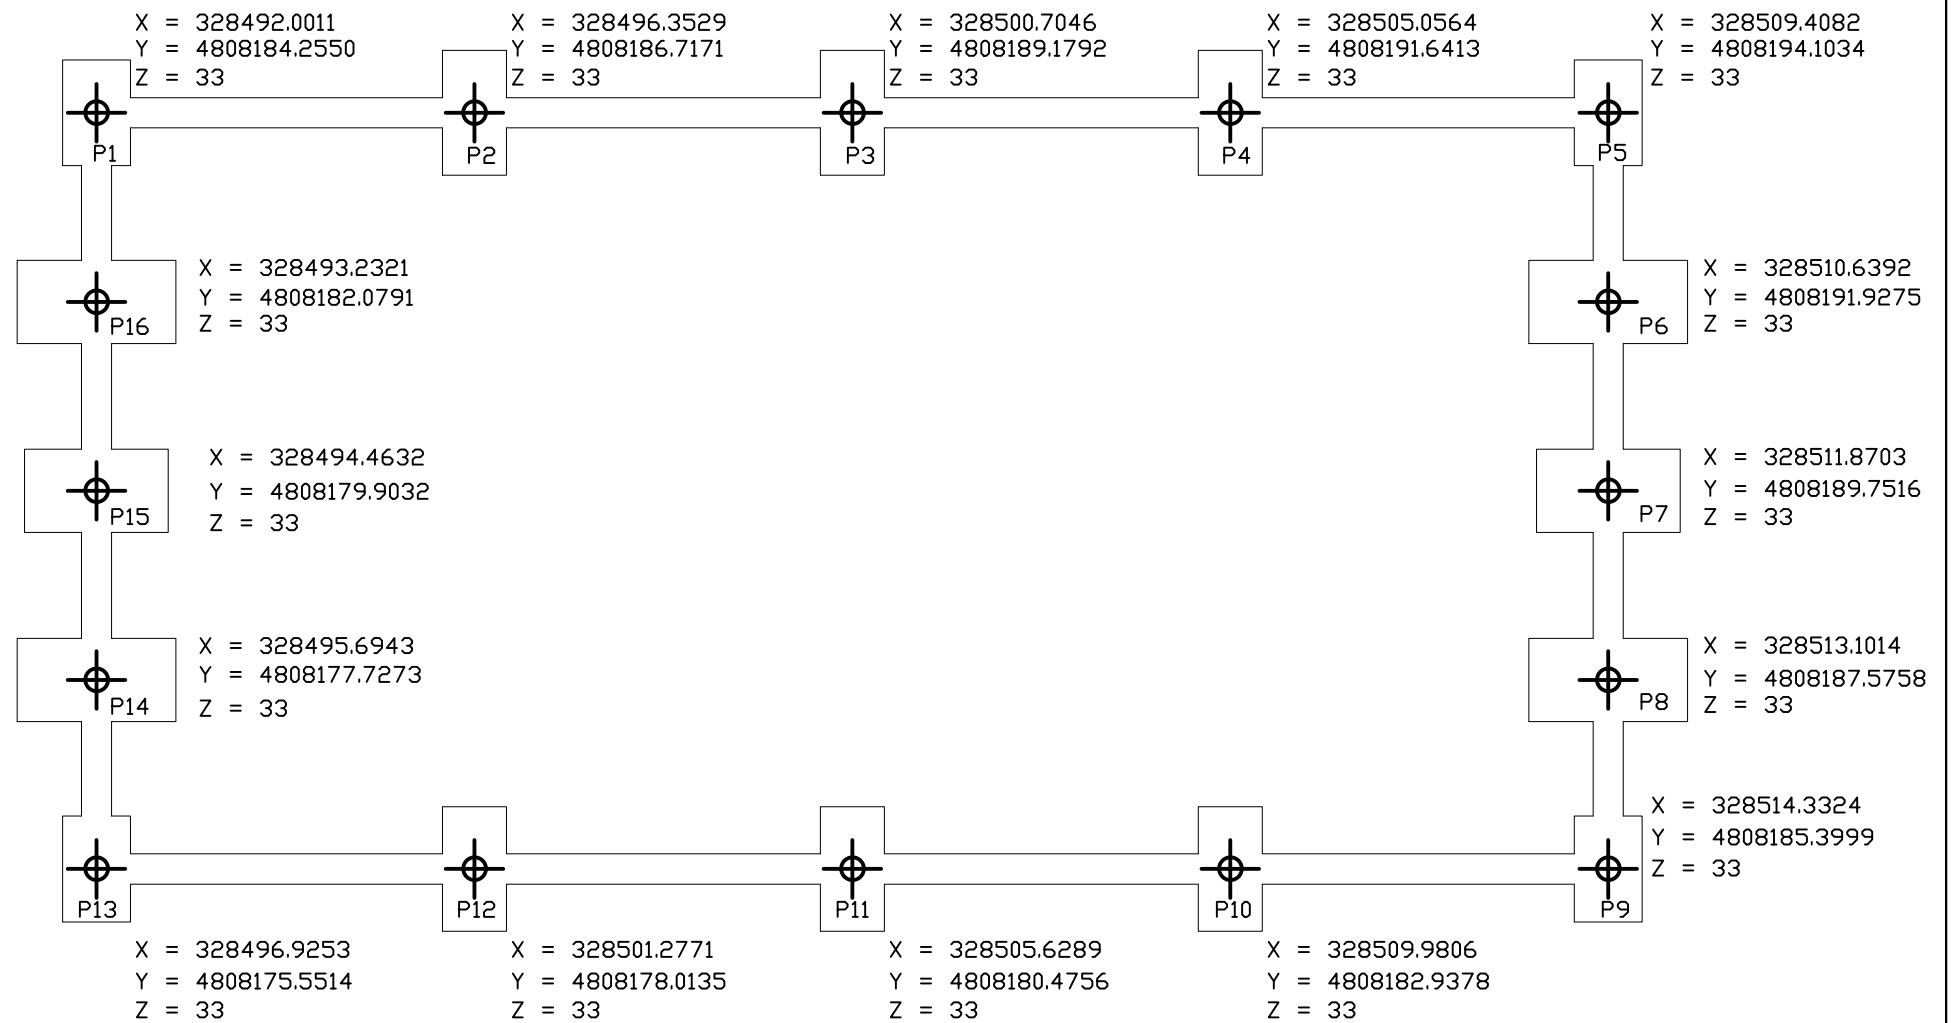 X = 328492.0011
Y = 4808184.2550
Z = 33
P1
X = 328496.3529
Y = 4808186.7171
Z = 33
P2
X = 328500.7046
Y = 4808189.1792
Z = 33
P3
X = 328505.0564
Y = 4808191.6413
Z = 33
P4
X = 328509.4082
Y = 4808194.1034
Z = 33
P5
X = 328493.2321
Y = 4808182.0791
Z = 33
P16
X = 328510.6392
Y = 4808191.9275
Z = 33
P6
X = 328494.4632
Y = 4808179.9032
Z = 33
P15
X = 328511.8703
Y = 4808189.7516
Z = 33
P7
X = 328495.6943
Y = 4808177.7273
Z = 33
P14
X = 328513.1014
Y = 4808187.5758
Z = 33
P8
X = 328514.3324
Y = 4808185.3999
Z = 33
P9
P13
X = 328496.9253
Y = 4808175.5514
Z = 33
P12
X = 328501.2771
Y = 4808178.0135
Z = 33
P11
X = 328505.6289
Y = 4808180.4756
Z = 33
P10
X = 328509.9806
Y = 4808182.9378
Z = 33